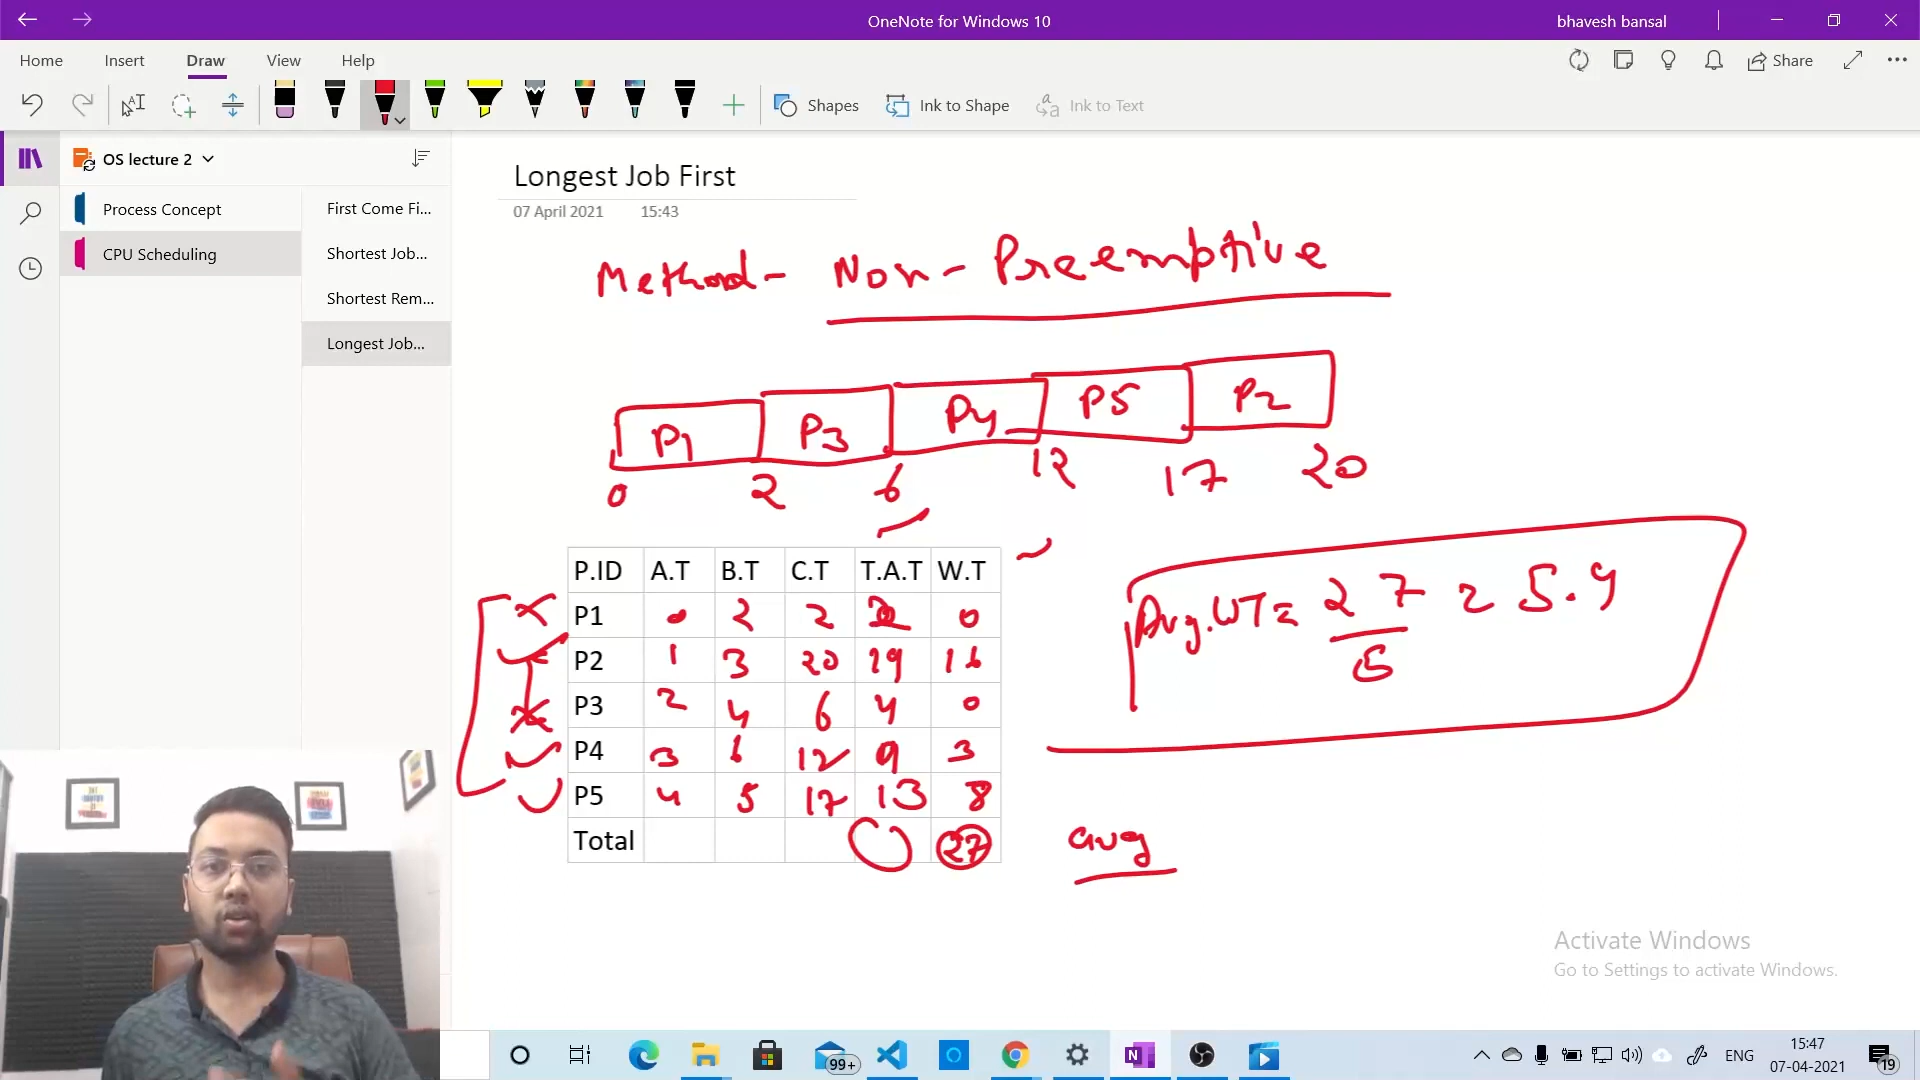 OneNote for Windows 10
bhavesh bansal
Home Insert Draw View Help
Share
Shapes Ink to Shape Ink to Text
OS lecture 2
Process Concept
CPU Scheduling
First Come Fi...
Shortest Job...
Shortest Rem...
Longest Job...
Longest Job First
07 April 2021 15:43
Method - Non-Preemptive
P1 P3 P4 P5 P2
0 2 6 12 17 20
P.ID A.T B.T C.T T.A.T W.T
P1 0 2 2 2 0
P2 1 3 20 19 16
P3 2 4 6 4 0
P4 3 6 12 9 3
P5 4 5 17 13 8
Total 27
Avg.WT = 27 = 5.4
5
avg
Activate Windows
Go to Settings to activate Windows.
99+
ENG
15:47
07-04-2021
19